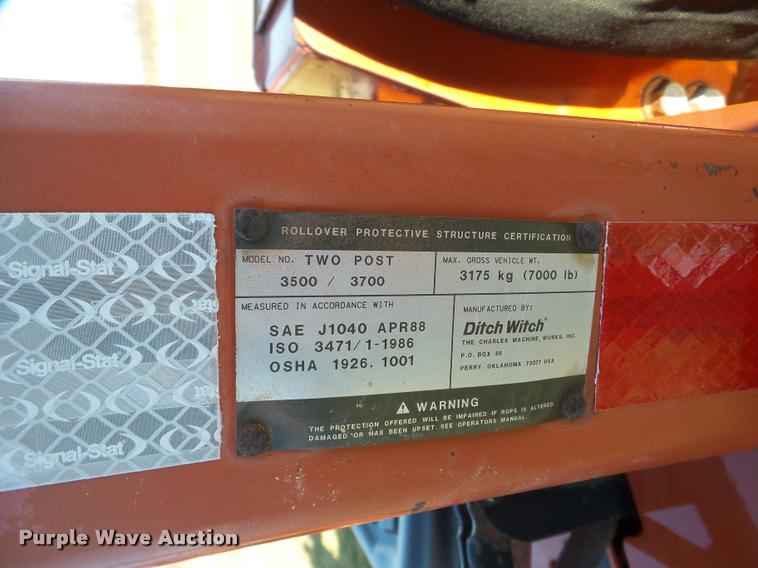 ROLLOVER PROTECTIVE STRUCTURE CERTIFICATION
MODEL NO. TWO POST
3500 / 3700
MAX. GROSS VEHICLE WT.
3175 kg (7000 lb)
MEASURED IN ACCORDANCE WITH
SAE J1040 APR88
ISO 3471/1-1986
OSHA 1926.1001
MANUFACTURED BY:
Ditch Witch®
THE CHARLES MACHINE WORKS, INC.
P.O. BOX 66
PERRY, OKLAHOMA 73077 USA
⚠ WARNING
THE PROTECTION OFFERED WILL BE IMPAIRED IF ROPS IS ALTERED
DAMAGED OR HAS BEEN UPSET. SEE OPERATORS MANUAL.
Signal-Stat®
Signal-Stat®
Signal-Stat®
Purple Wave Auction